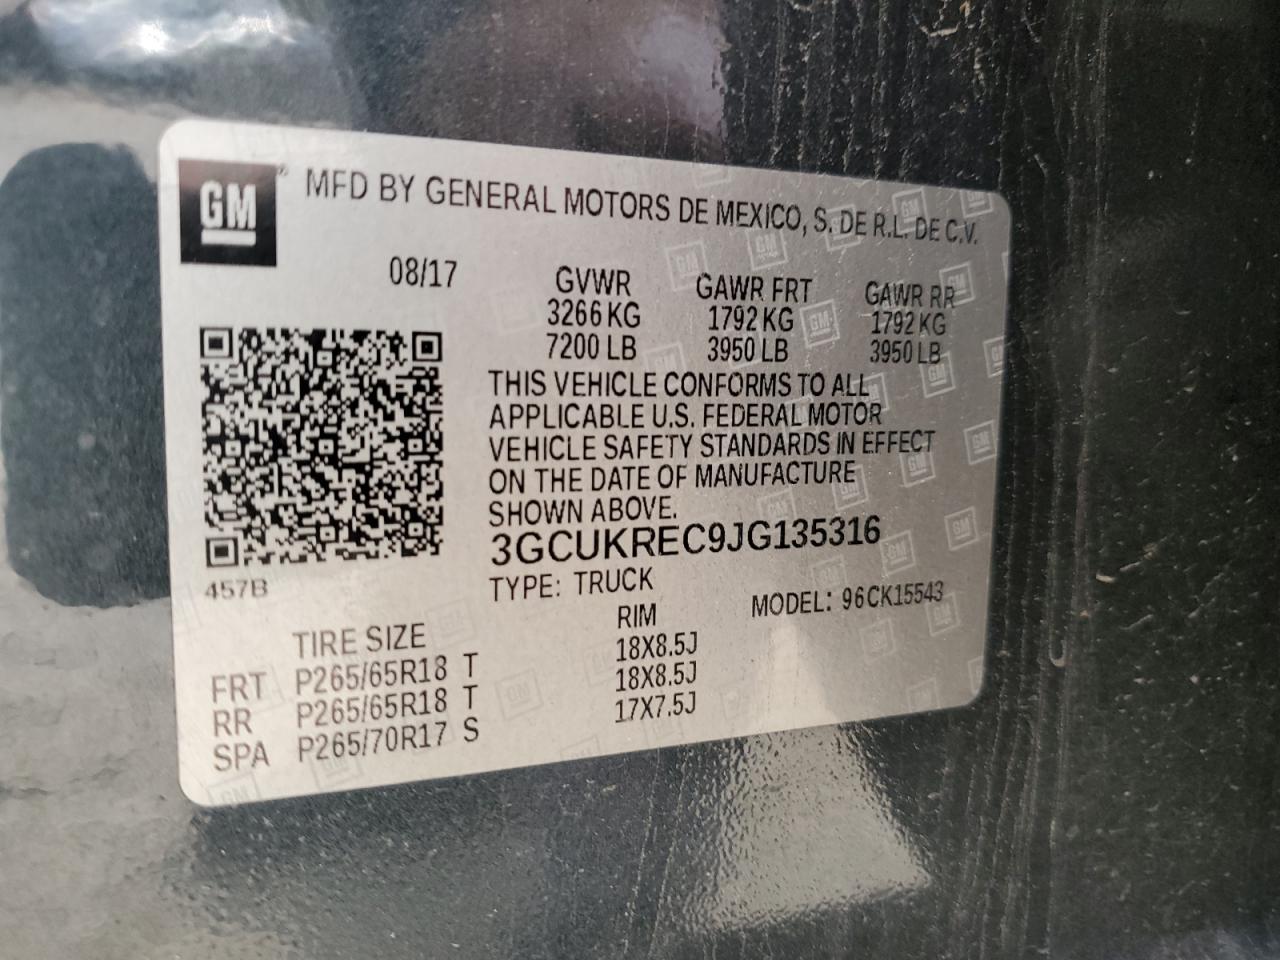 GM
MFD BY GENERAL MOTORS DE MEXICO, S. DE R.L. DE C.V.
08/17
GVWR GAWR FRT GAWR RR
3266 KG 1792 KG 1792 KG
7200 LB 3950 LB 3950 LB
THIS VEHICLE CONFORMS TO ALL
APPLICABLE U.S. FEDERAL MOTOR
VEHICLE SAFETY STANDARDS IN EFFECT
ON THE DATE OF MANUFACTURE
SHOWN ABOVE.
3GCUKREC9JG135316
457B
TYPE: TRUCK MODEL: 96CK15543
TIRE SIZE RIM
FRT P265/65R18 T 18X8.5J
RR P265/65R18 T 18X8.5J
SPA P265/70R17 S 17X7.5J